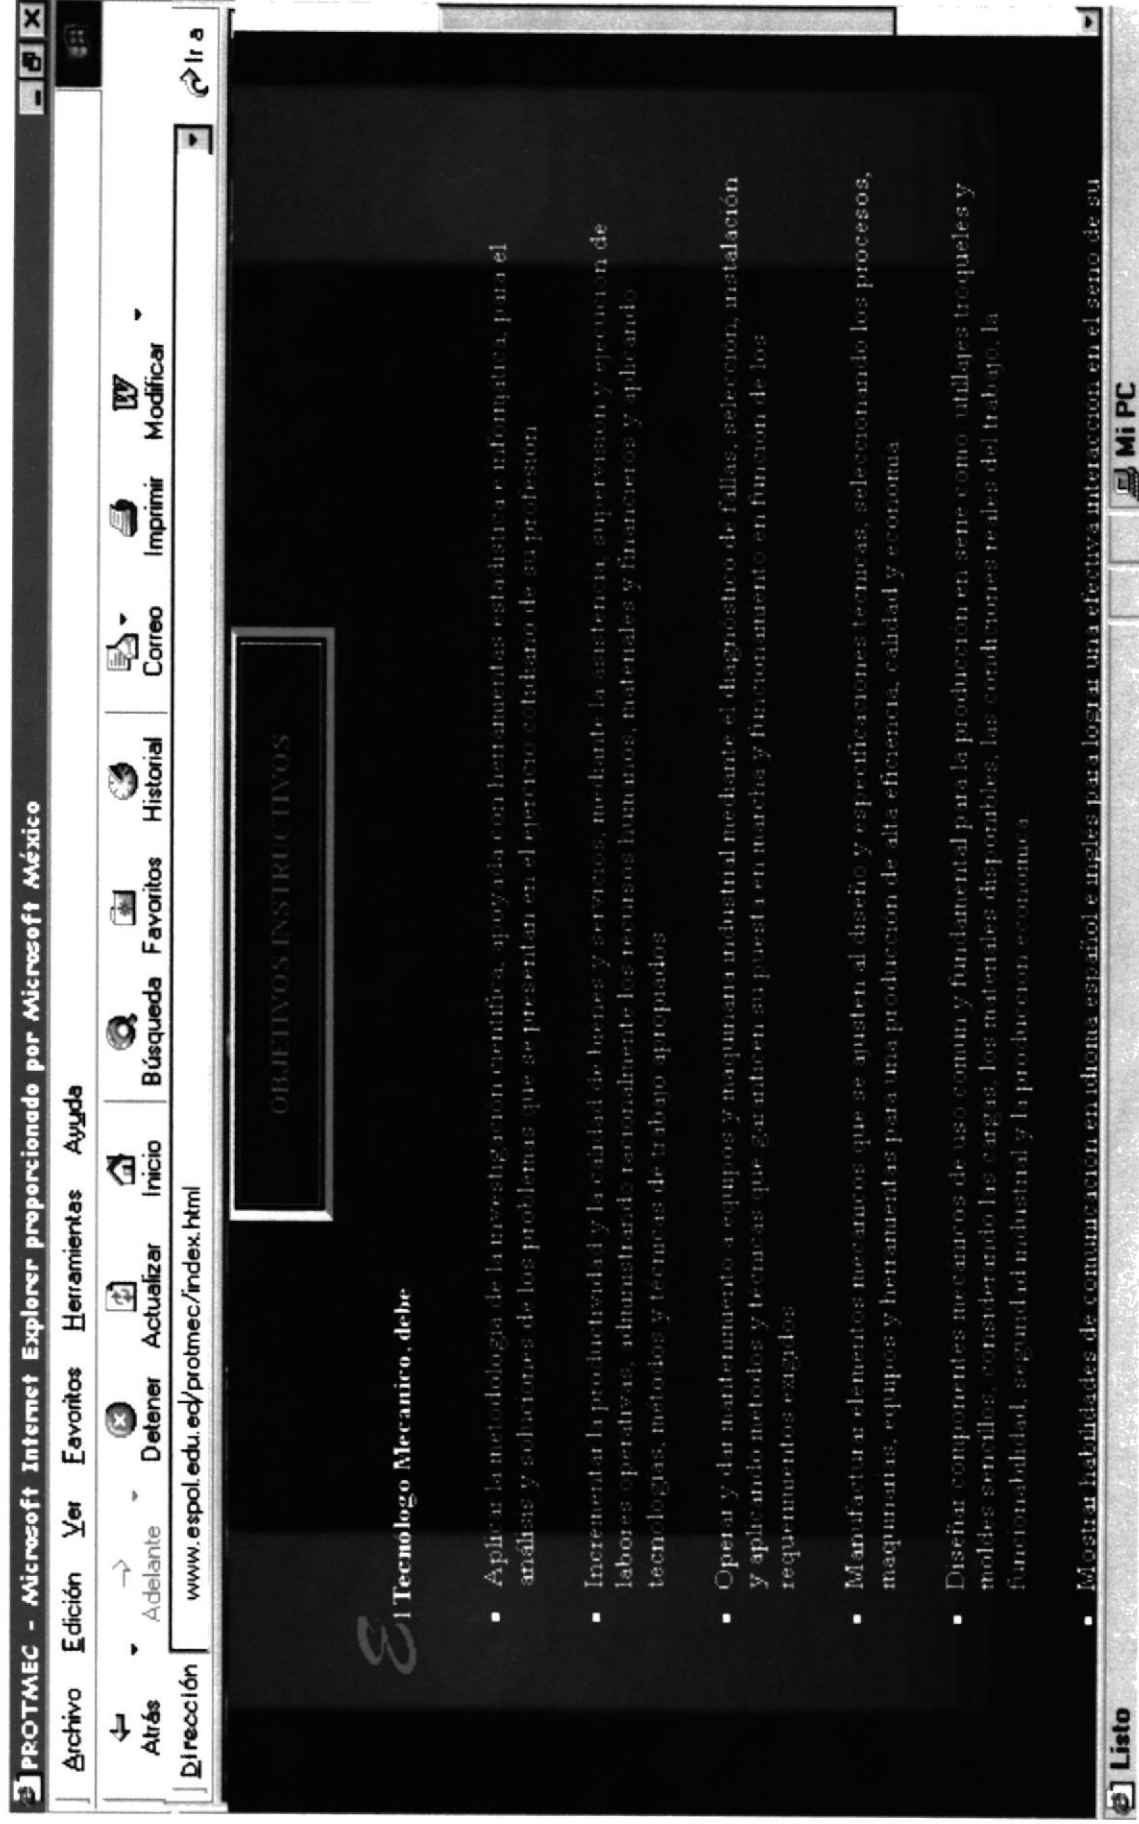 PROTMEC - Microsoft Internet Explorer proporcionado por Microsoft México
Archivo Edición Ver Favoritos Herramientas Ayuda
Atrás Adelante Detener Actualizar Inicio Búsqueda Favoritos Historial Correo Imprimir Modificar
Dirección www.espol.edu.ec/protmec/index.html Ir a
OBJETIVOS INSTRUCTIVOS
El Tecnologo Mecanico, debe
Aplicar la metodologia de la investigacion cientifica, apoyada con herramientas estadistica e informatica, para el
análisis y soluciones de los problemas que se presentan en el ejercicio cotidiano de su profesion
Incrementar la productividad y la calidad de bienes y servicios, mediante la asistencia, supervision y ejecucion de
labores operativas, administrando racionalmente los recursos humanos, materiales y financieros y aplicando
tecnologias, metodos y técnicas de trabajo apropiados
Operar y dar mantenimiento a equipos y maquinaria industrial mediante el diagnóstico de fallas, selección, instalación
y aplicando metodos y tecnicas que garanticen su puesta en marcha y funcionamiento en función de los
requerimientos exigidos
Manufacturar elementos mecánicos que se ajusten al diseño y especificaciones técnicas, seleccionando los procesos,
maquinarias, equipos y herramientas para una producción de alta eficiencia, calidad y economia
Diseñar componentes mecánicos de uso comun y fundamental para la producción en serie como utillajes troqueles y
moldes sencillos, considerando las cargas, los materiales disponibles, las condiciones reales del trabajo, la
funcionabilidad, seguridad industrial y la produccion economica
Mostrar habilidades de comunicacion en idioma español e ingles para lograr una efectiva interaccion en el seno de su
Listo Mi PC